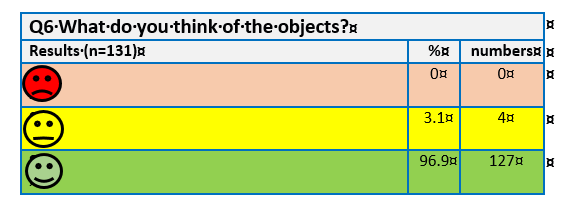 Q6·What·do·you·think·of·the·objects?¤ ¤
Results·(n=131)¤ %¤ numbers¤ ¤
0¤ 0¤ ¤
3.1¤ 4¤ ¤
96.9¤ 127¤ ¤